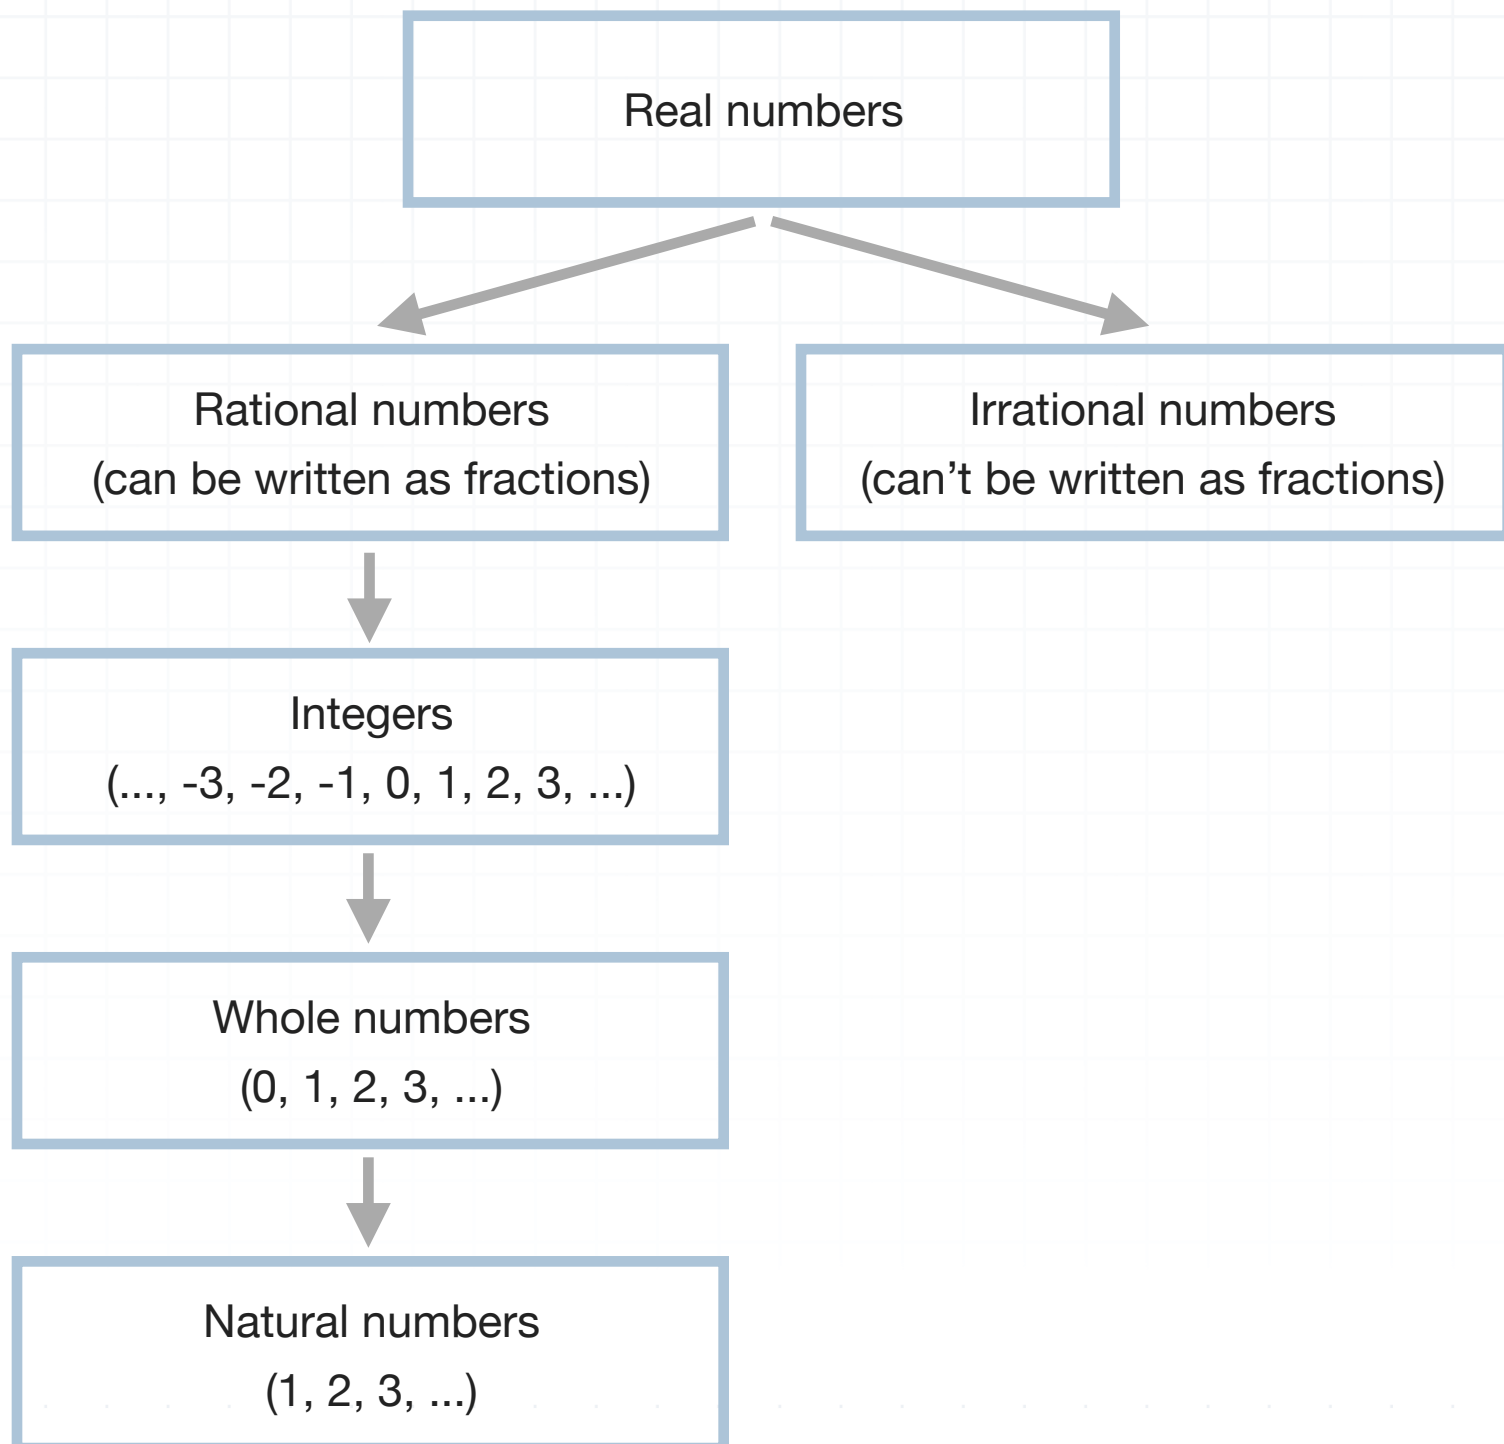 Real numbers
Rational numbers
(can be written as fractions)
Irrational numbers
(can’t be written as fractions)
Integers
(..., -3, -2, -1, 0, 1, 2, 3, ...)
Whole numbers
(0, 1, 2, 3, ...)
Natural numbers
(1, 2, 3, ...)